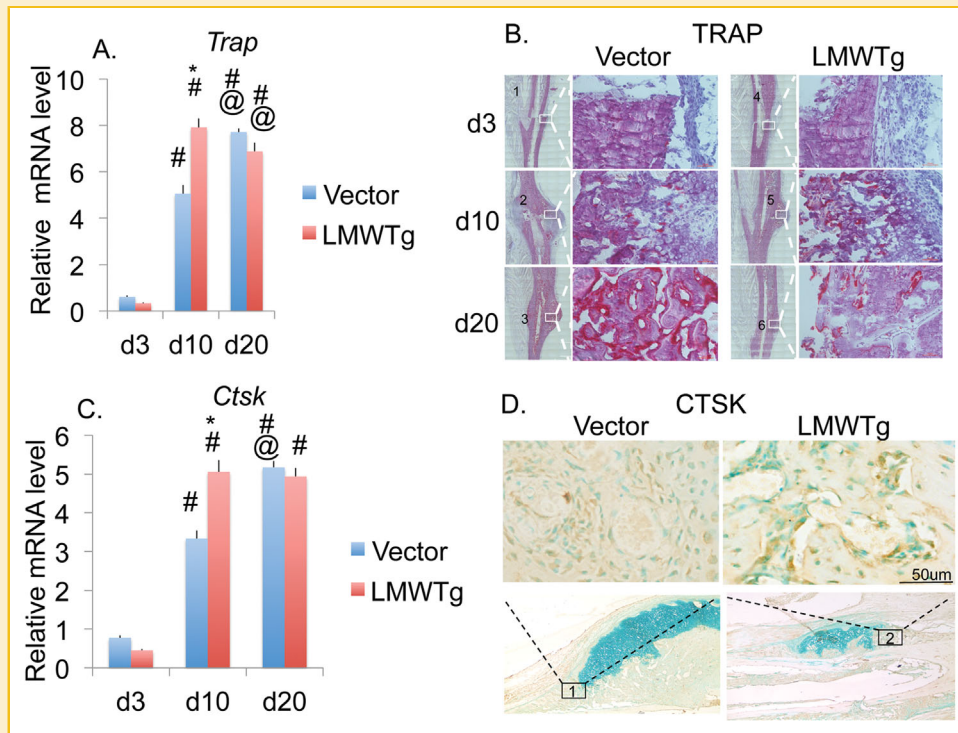 A.
Trap
Relative mRNA level
10
8
6
4
2
0
*
#
#
#
@
#
@
d3 d10 d20
Vector
LMWTg
B.
TRAP
Vector LMWTg
d3
d10
d20
1
2
3
4
5
6
C.
Ctsk
Relative mRNA level
6
5
4
3
2
1
0
#
*
#
#
@
#
d3 d10 d20
Vector
LMWTg
D.
CTSK
Vector LMWTg
50um
1
2